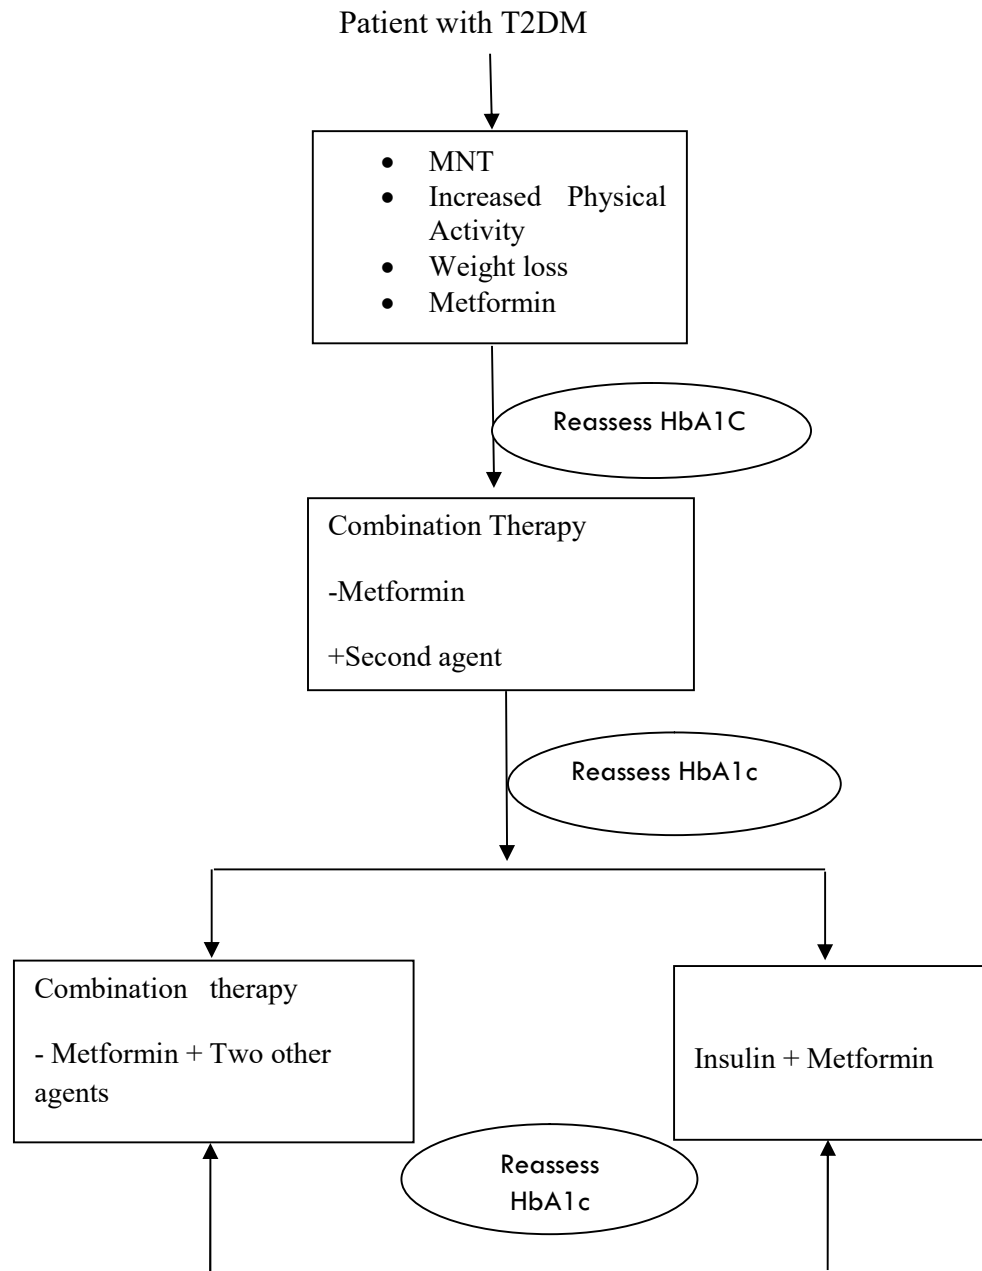 Patient with T2DM
• MNT
• Increased Physical
Activity
• Weight loss
• Metformin
Reassess HbA1C
Combination Therapy
-Metformin
+Second agent
Reassess HbA1c
Combination therapy
- Metformin + Two other
agents
Insulin + Metformin
Reassess
HbA1c